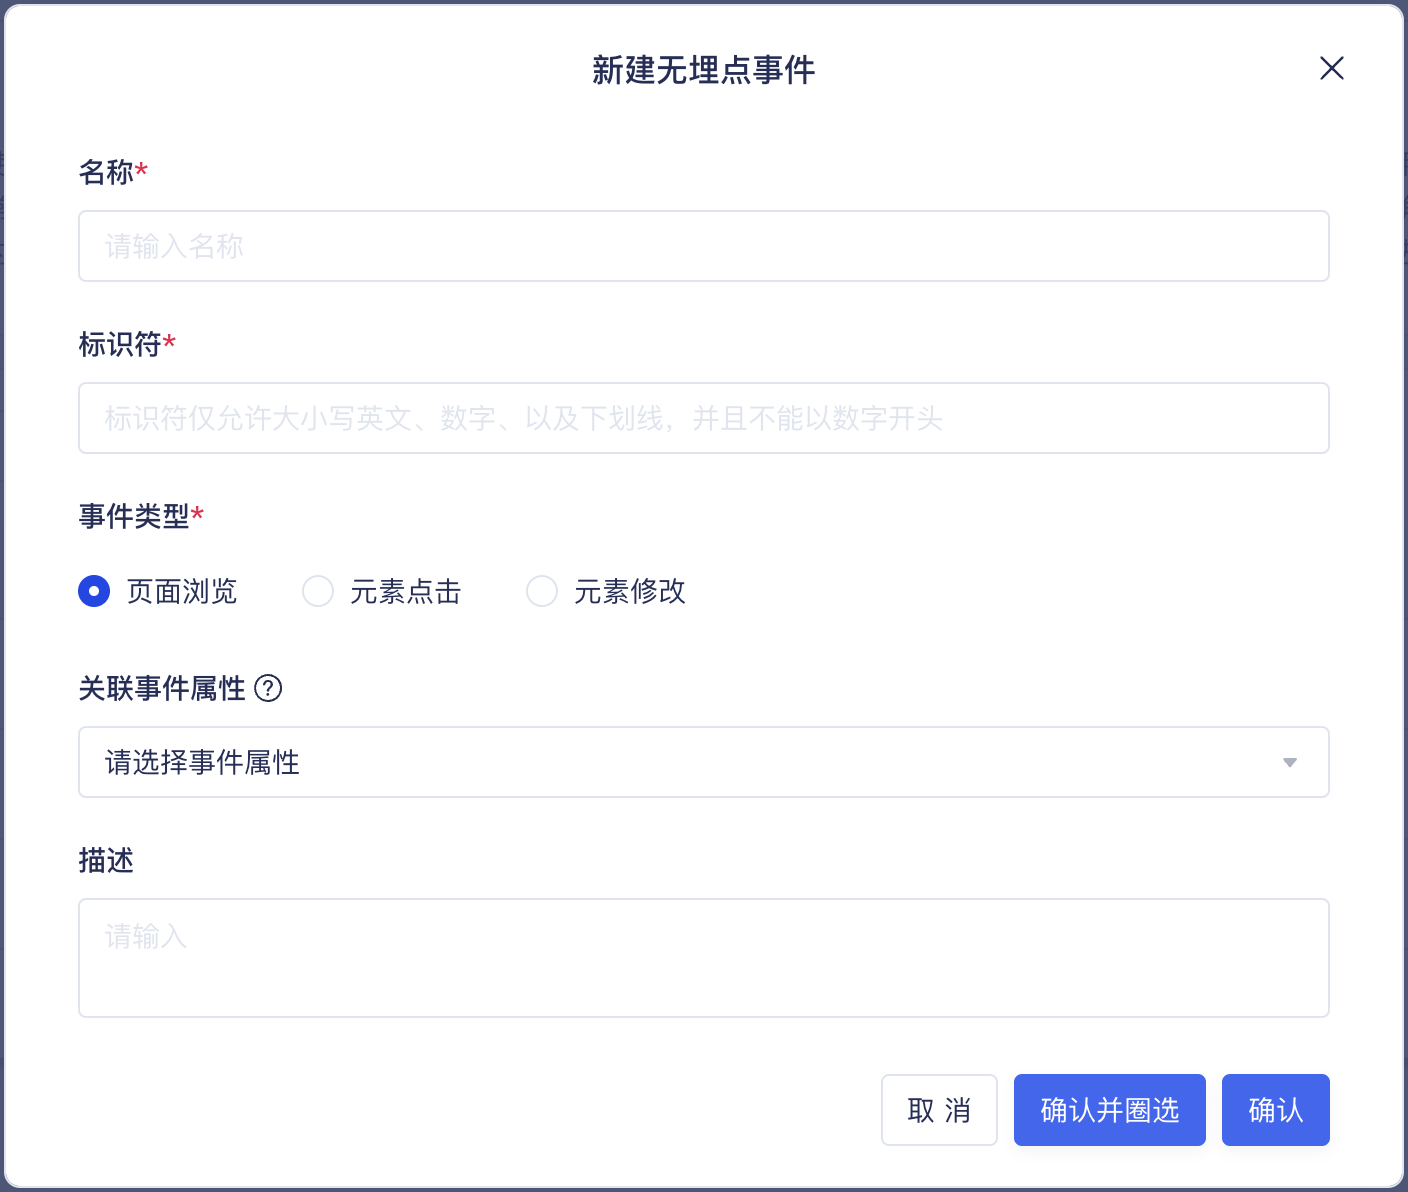 新建无埋点事件
名称*
请输入名称
标识符*
标识符仅允许大小写英文、数字、以及下划线，并且不能以数字开头
事件类型*
页面浏览 元素点击 元素修改
关联事件属性 ?
请选择事件属性
描述
请输入
取 消 确认并圈选 确认